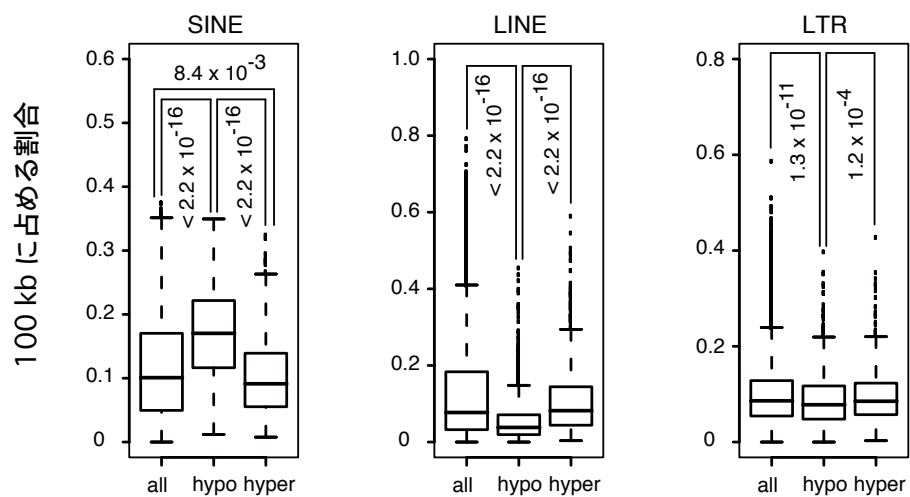 SINE
LINE
LTR
100 kb に占める割合
0.6
0.5
0.4
0.3
0.2
0.1
0
8.4 x 10-3
< 2.2 x 10-16
< 2.2 x 10-16
all hypo hyper
1.0
0.8
0.6
0.4
0.2
0
< 2.2 x 10-16
< 2.2 x 10-16
all hypo hyper
0.8
0.6
0.4
0.2
0
1.3 x 10-11
1.2 x 10-4
all hypo hyper